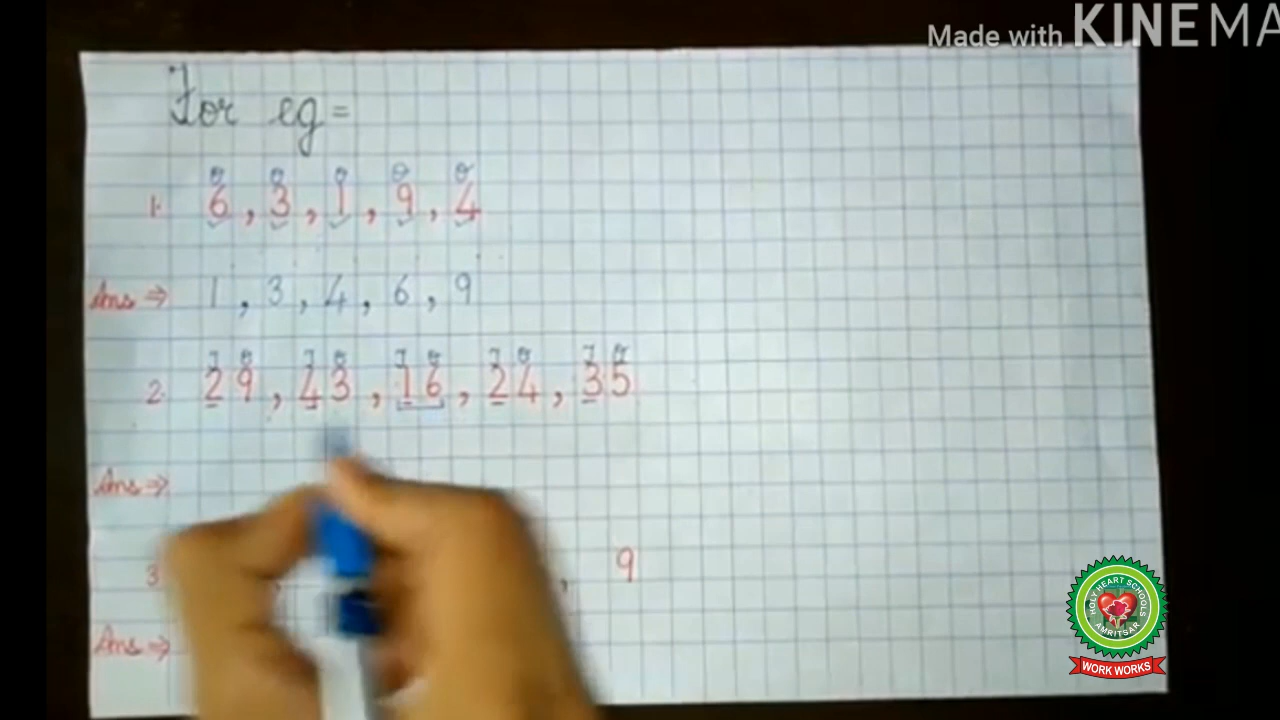 Made with KINEMA
For eg =
O O O O O
1. 6, 3, 1, 9, 4
Ans ⇒ 1, 3, 4, 6, 9
T O T O T O T O T O
2. 29, 43, 16, 24, 35
Ans ⇒
3 , , 9
Ans ⇒
HOLY HEART SCHOOLS
AMRITSAR
WORK WORKS